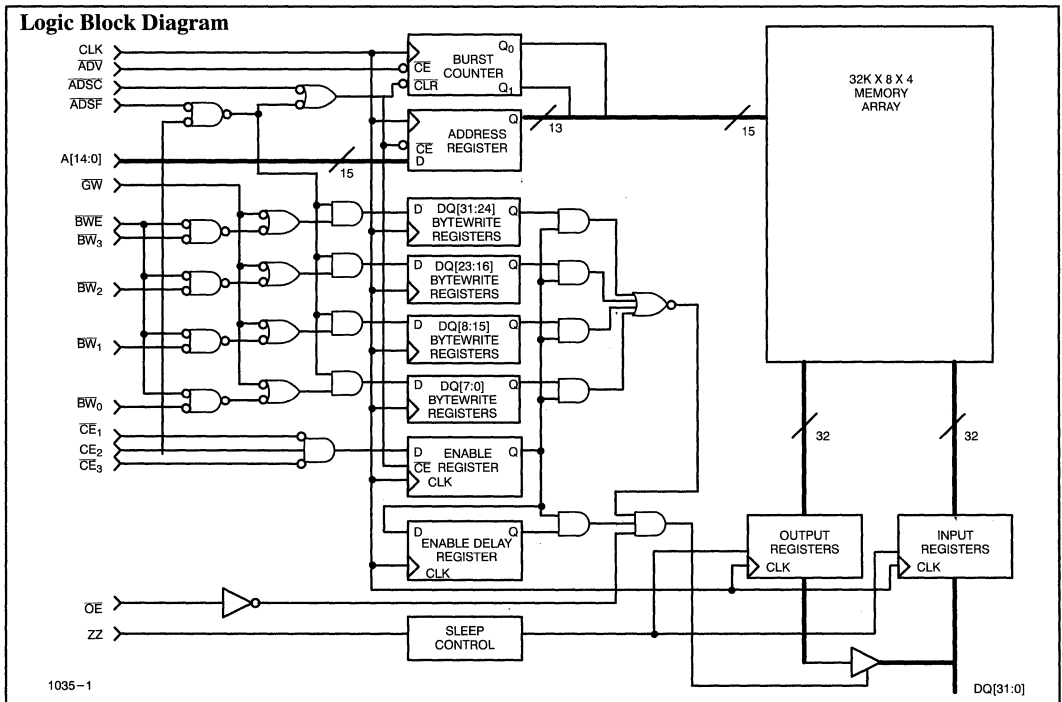 Logic Block Diagram
CLK
ADV
ADSC
ADSF
A[14:0]
GW
BWE
BW3
BW2
BW1
BW0
CE1
CE2
CE3
OE
ZZ
BURST
COUNTER
CE
CLR
Q0
Q1
ADDRESS
REGISTER
CE
D
Q
13
15
15
32K X 8 X 4
MEMORY
ARRAY
D DQ[31:24] Q
BYTEWRITE
REGISTERS
D DQ[23:16] Q
BYTEWRITE
REGISTERS
D DQ[8:15] Q
BYTEWRITE
REGISTERS
D DQ[7:0] Q
BYTEWRITE
REGISTERS
D ENABLE Q
CE REGISTER
CLK
D Q
ENABLE DELAY
REGISTER
CLK
SLEEP
CONTROL
32
32
OUTPUT
REGISTERS
CLK
INPUT
REGISTERS
CLK
1035-1
DQ[31:0]